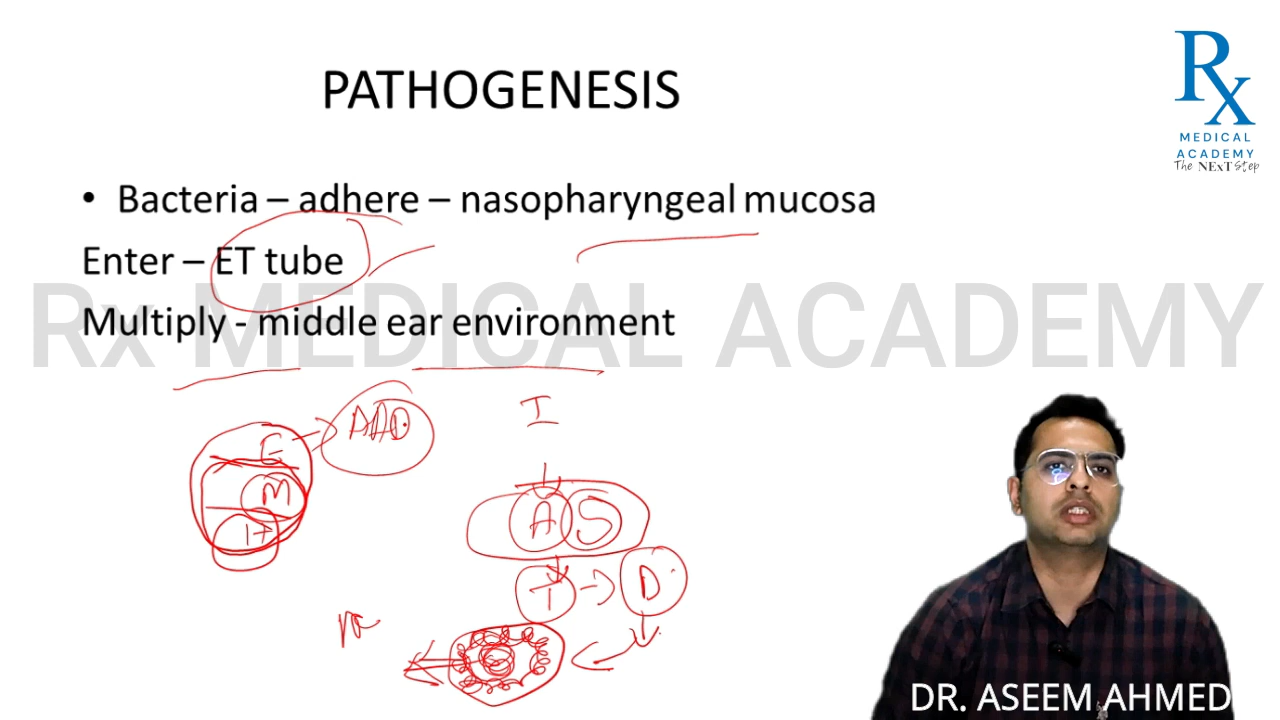 PATHOGENESIS
Rx
MEDICAL
ACADEMY
The NExT Step
• Bacteria – adhere – nasopharyngeal mucosa
Enter – ET tube
Multiply - middle ear environment
Rx MEDICAL ACADEMY
I
E
M
A S
D
DR. ASEEM AHMED